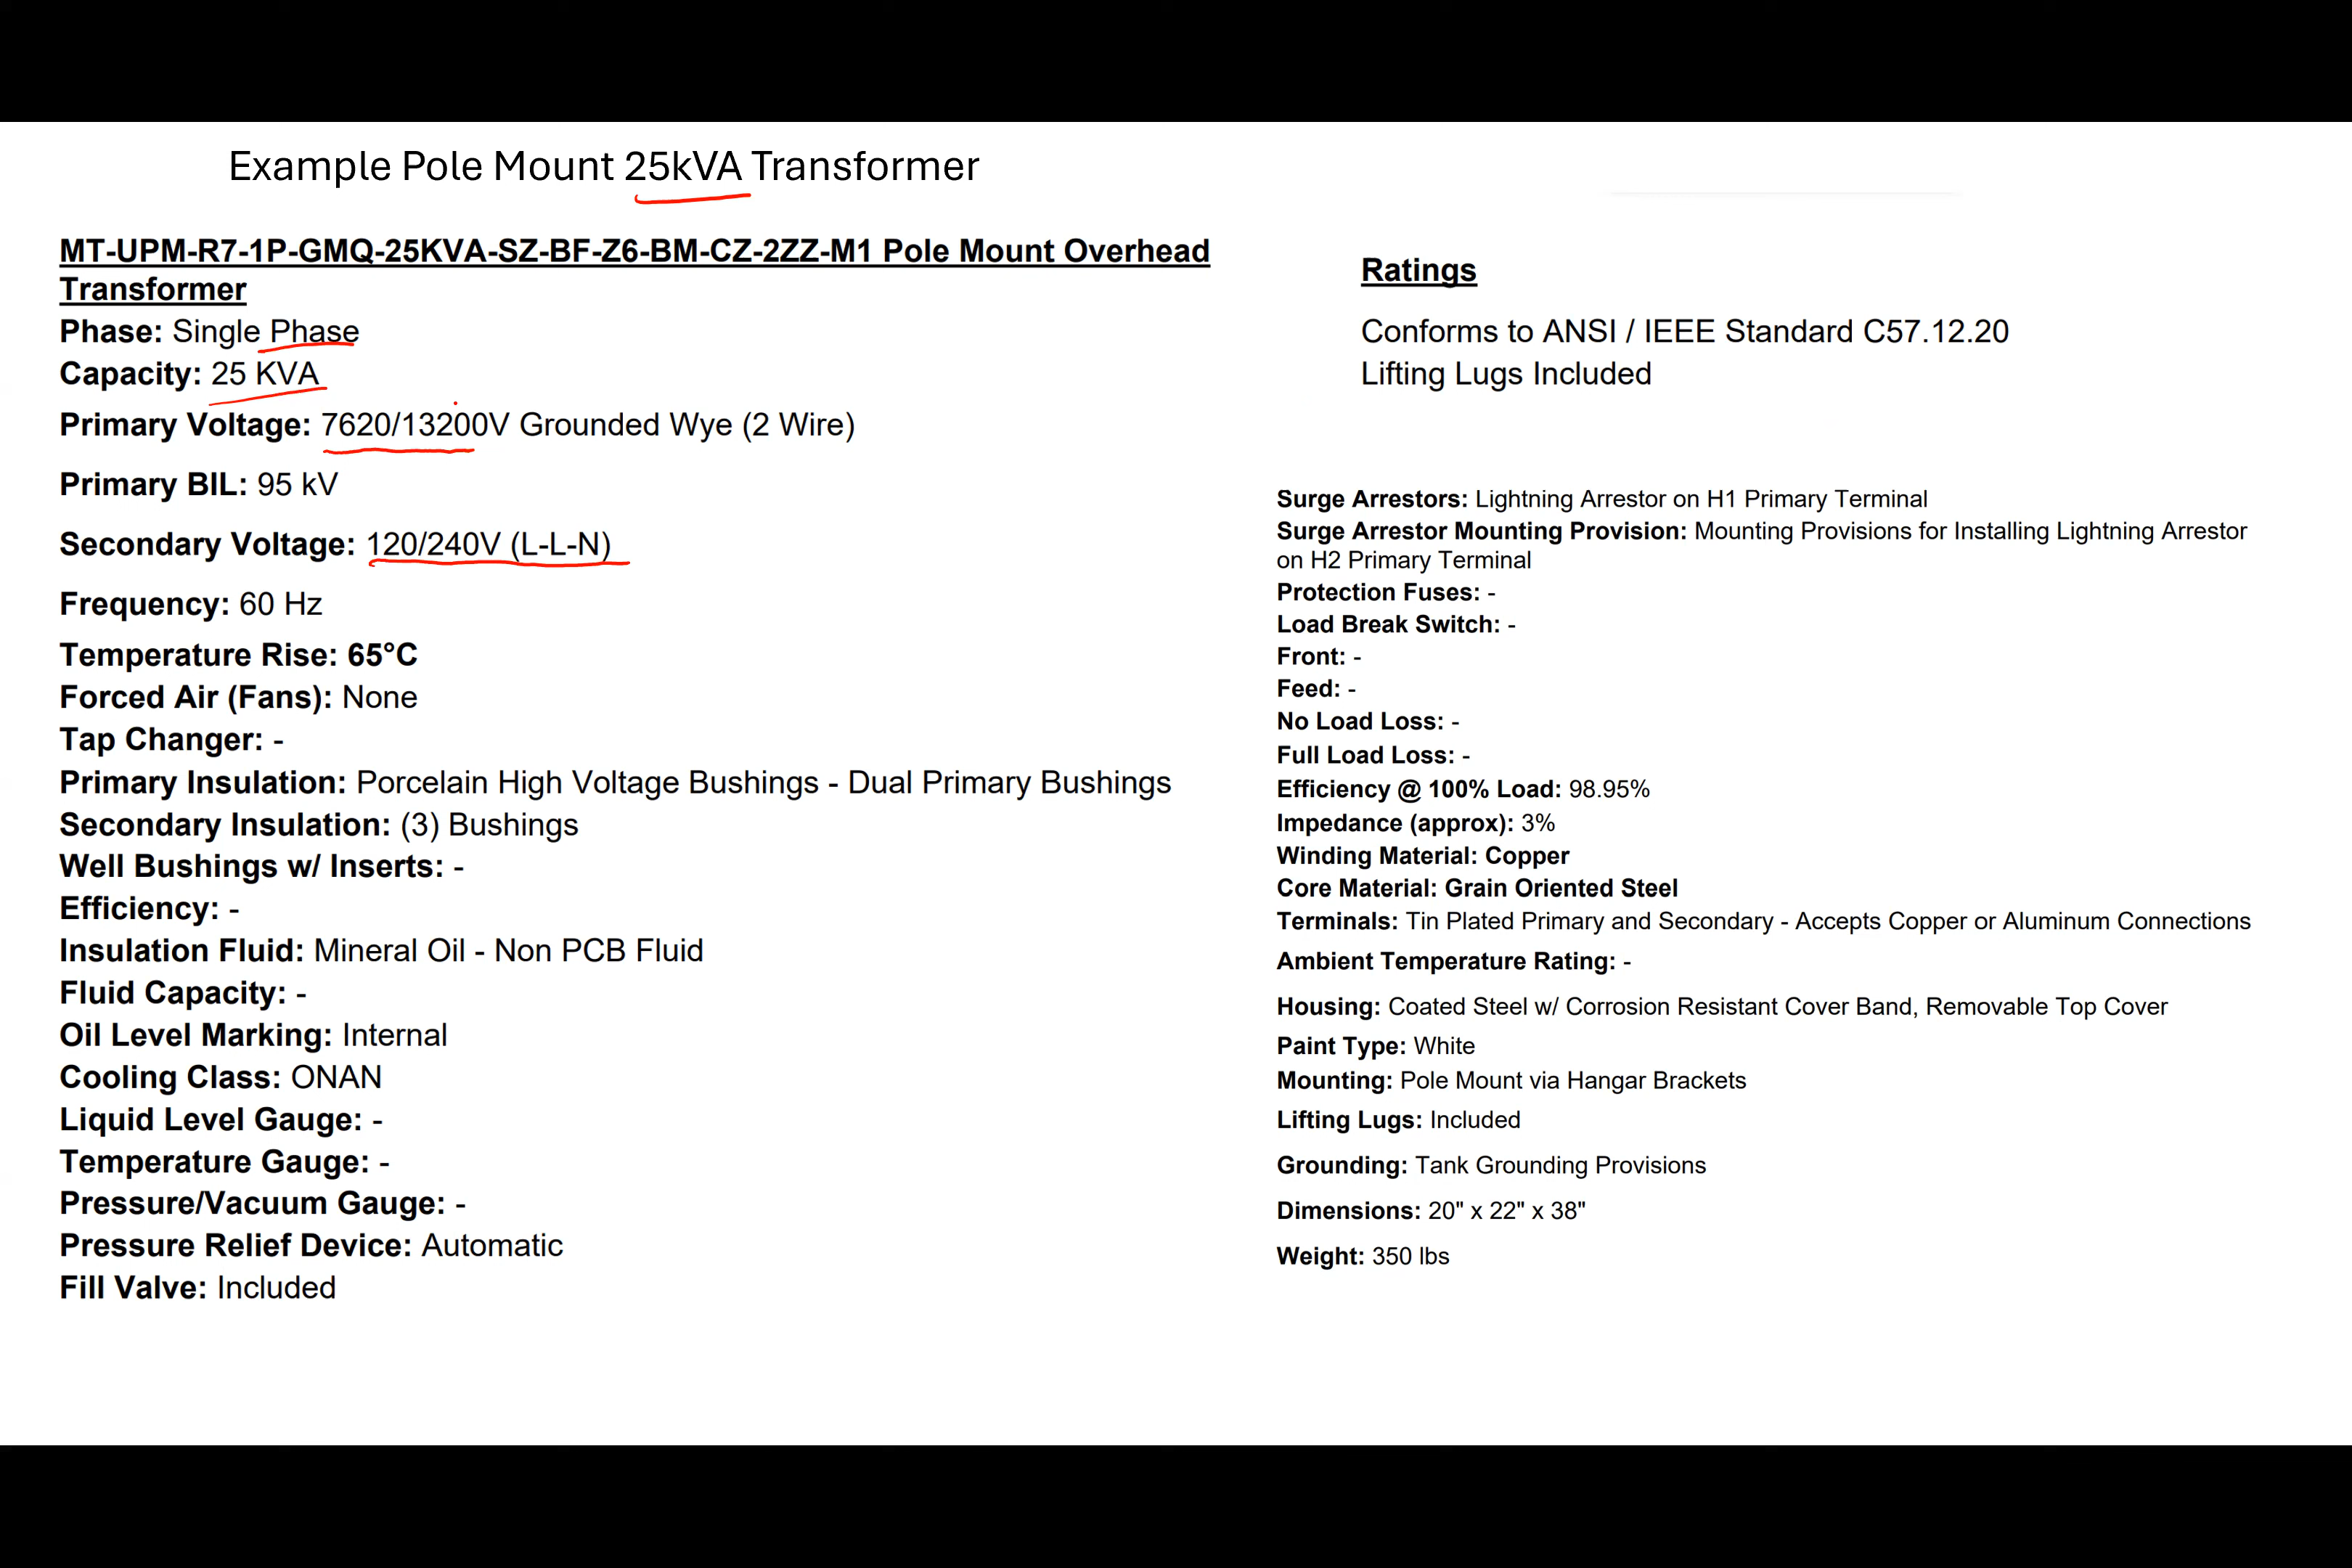 Example Pole Mount 25kVA Transformer
MT-UPM-R7-1P-GMQ-25KVA-SZ-BF-Z6-BM-CZ-2ZZ-M1 Pole Mount Overhead
Transformer
Phase: Single Phase
Capacity: 25 KVA
Primary Voltage: 7620/13200V Grounded Wye (2 Wire)
Primary BIL: 95 kV
Secondary Voltage: 120/240V (L-L-N)
Frequency: 60 Hz
Temperature Rise: 65°C
Forced Air (Fans): None
Tap Changer: -
Primary Insulation: Porcelain High Voltage Bushings - Dual Primary Bushings
Secondary Insulation: (3) Bushings
Well Bushings w/ Inserts: -
Efficiency: -
Insulation Fluid: Mineral Oil - Non PCB Fluid
Fluid Capacity: -
Oil Level Marking: Internal
Cooling Class: ONAN
Liquid Level Gauge: -
Temperature Gauge: -
Pressure/Vacuum Gauge: -
Pressure Relief Device: Automatic
Fill Valve: Included
Ratings
Conforms to ANSI / IEEE Standard C57.12.20
Lifting Lugs Included
Surge Arrestors: Lightning Arrestor on H1 Primary Terminal
Surge Arrestor Mounting Provision: Mounting Provisions for Installing Lightning Arrestor
on H2 Primary Terminal
Protection Fuses: -
Load Break Switch: -
Front: -
Feed: -
No Load Loss: -
Full Load Loss: -
Efficiency @ 100% Load: 98.95%
Impedance (approx): 3%
Winding Material: Copper
Core Material: Grain Oriented Steel
Terminals: Tin Plated Primary and Secondary - Accepts Copper or Aluminum Connections
Ambient Temperature Rating: -
Housing: Coated Steel w/ Corrosion Resistant Cover Band, Removable Top Cover
Paint Type: White
Mounting: Pole Mount via Hangar Brackets
Lifting Lugs: Included
Grounding: Tank Grounding Provisions
Dimensions: 20" x 22" x 38"
Weight: 350 lbs